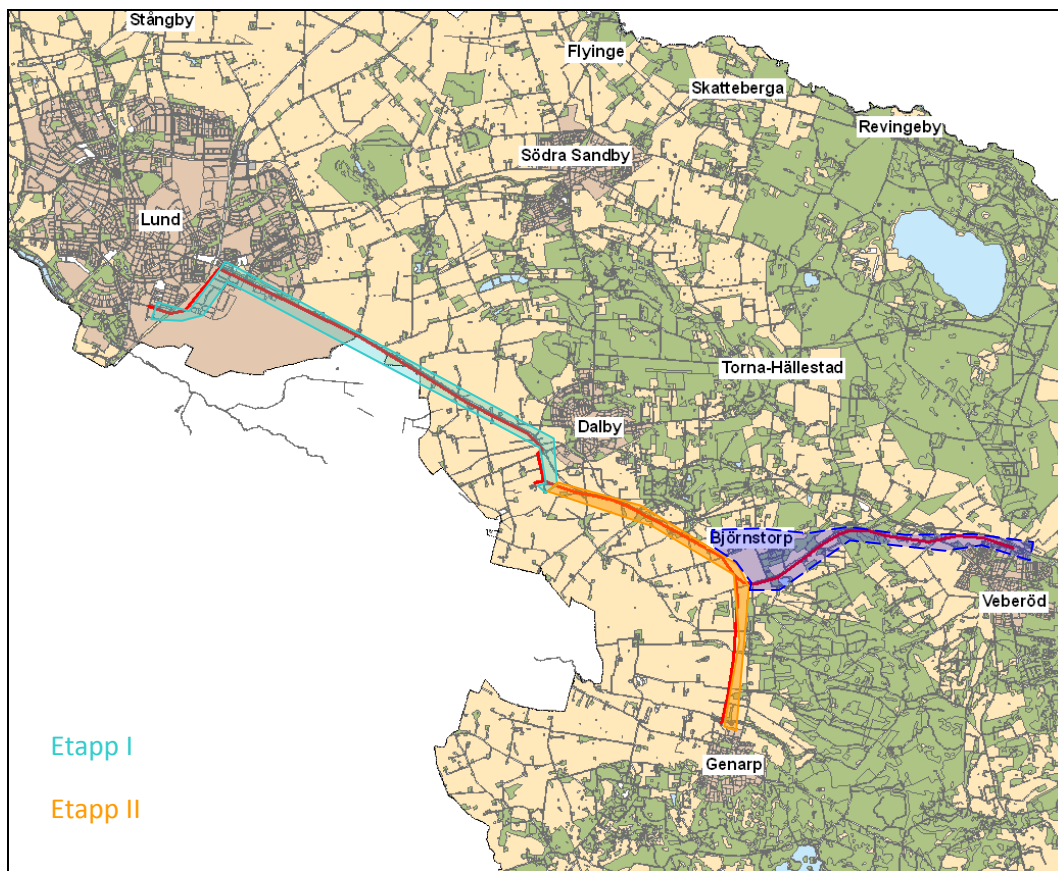 Stångby
Flyinge
Skatteberga
Revingeby
Södra Sandby
Lund
Torna-Hällestad
Dalby
Björnstorp
Veberöd
Etapp I
Genarp
Etapp II